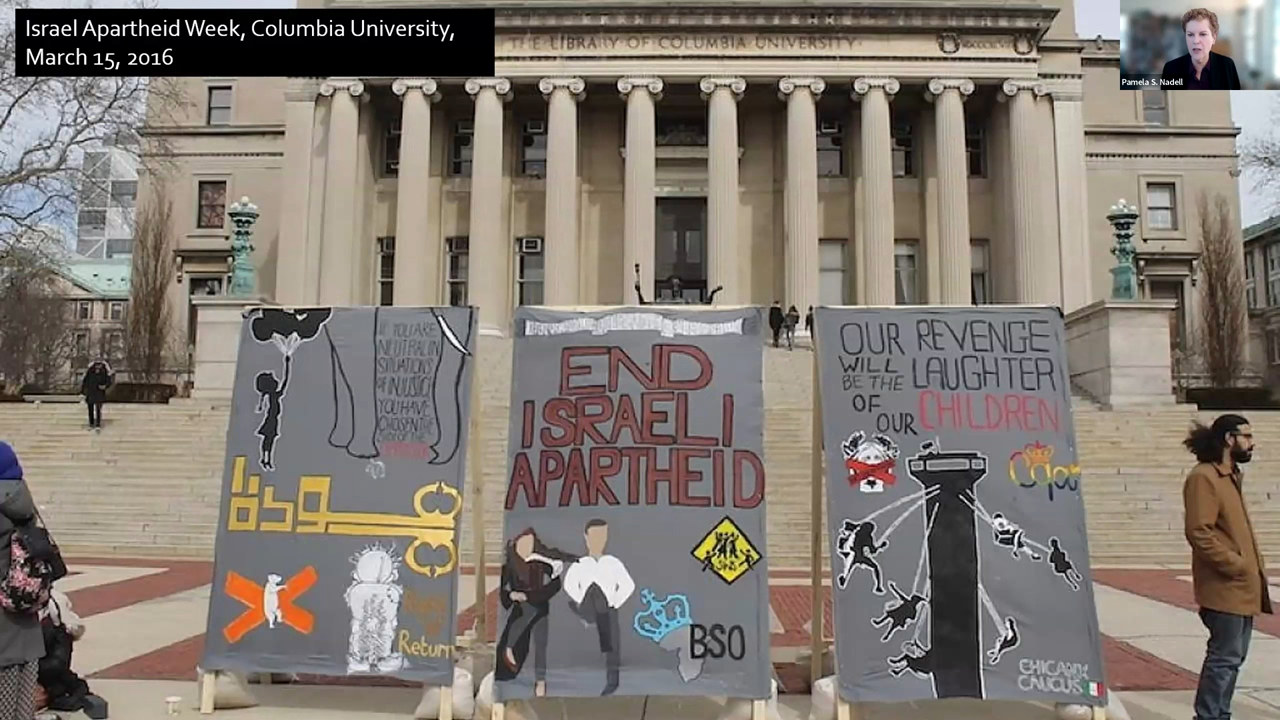 Israel Apartheid Week, Columbia University,
March 15, 2016
Pamela S. Nadell
THE LIBRARY OF COLUMBIA UNIVERSITY
IF YOU ARE
NEUTRAL IN
SITUATIONS
OF INJUSTICE
YOU HAVE
CHOSEN THE
SIDE OF THE
عودة
Right
to
Return
END
ISRAELI
APARTHEID
BSO
OUR REVENGE
WILL
BE THE LAUGHTER
OF
OUR CHILDREN
CHICANX
CAUCUS